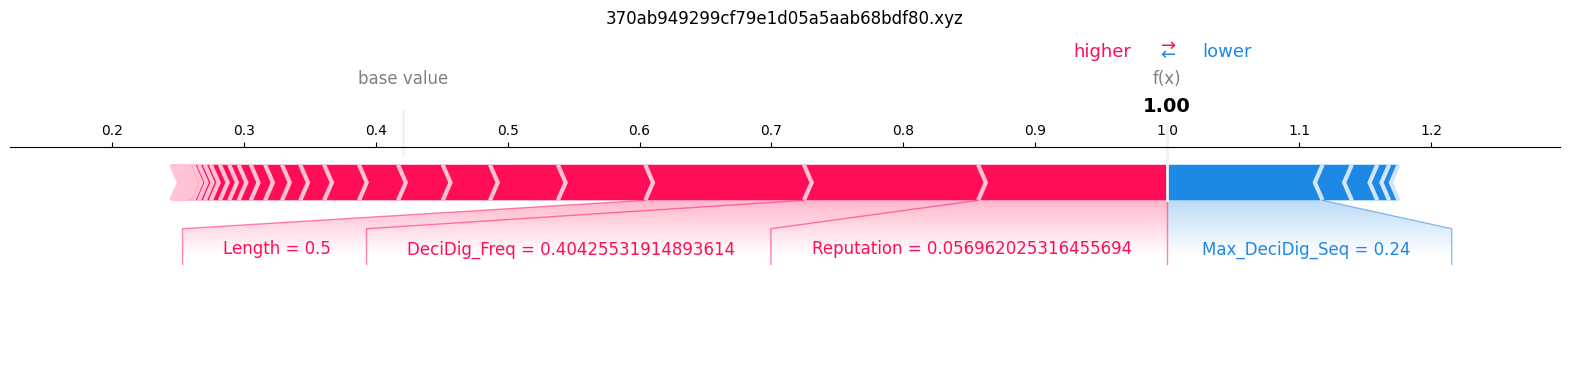 370ab949299cf79e1d05a5aab68bdf80.xyz
higher ⇄ lower
base value f(x)
1.00
0.2 0.3 0.4 0.5 0.6 0.7 0.8 0.9 1.0 1.1 1.2
Length = 0.5 DeciDig_Freq = 0.40425531914893614 Reputation = 0.056962025316455694 Max_DeciDig_Seq = 0.24